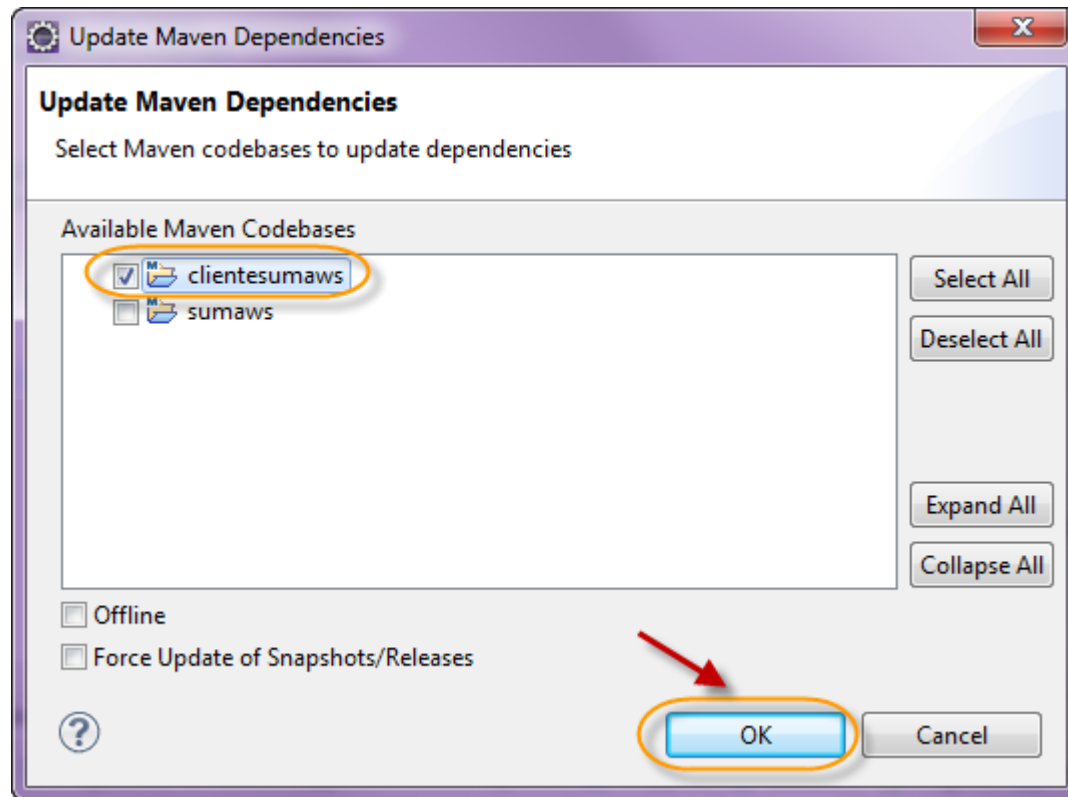 Update Maven Dependencies
Update Maven Dependencies
Select Maven codebases to update dependencies
Available Maven Codebases
clientesumaws
sumaws
Select All
Deselect All
Expand All
Collapse All
Offline
Force Update of Snapshots/Releases
OK
Cancel